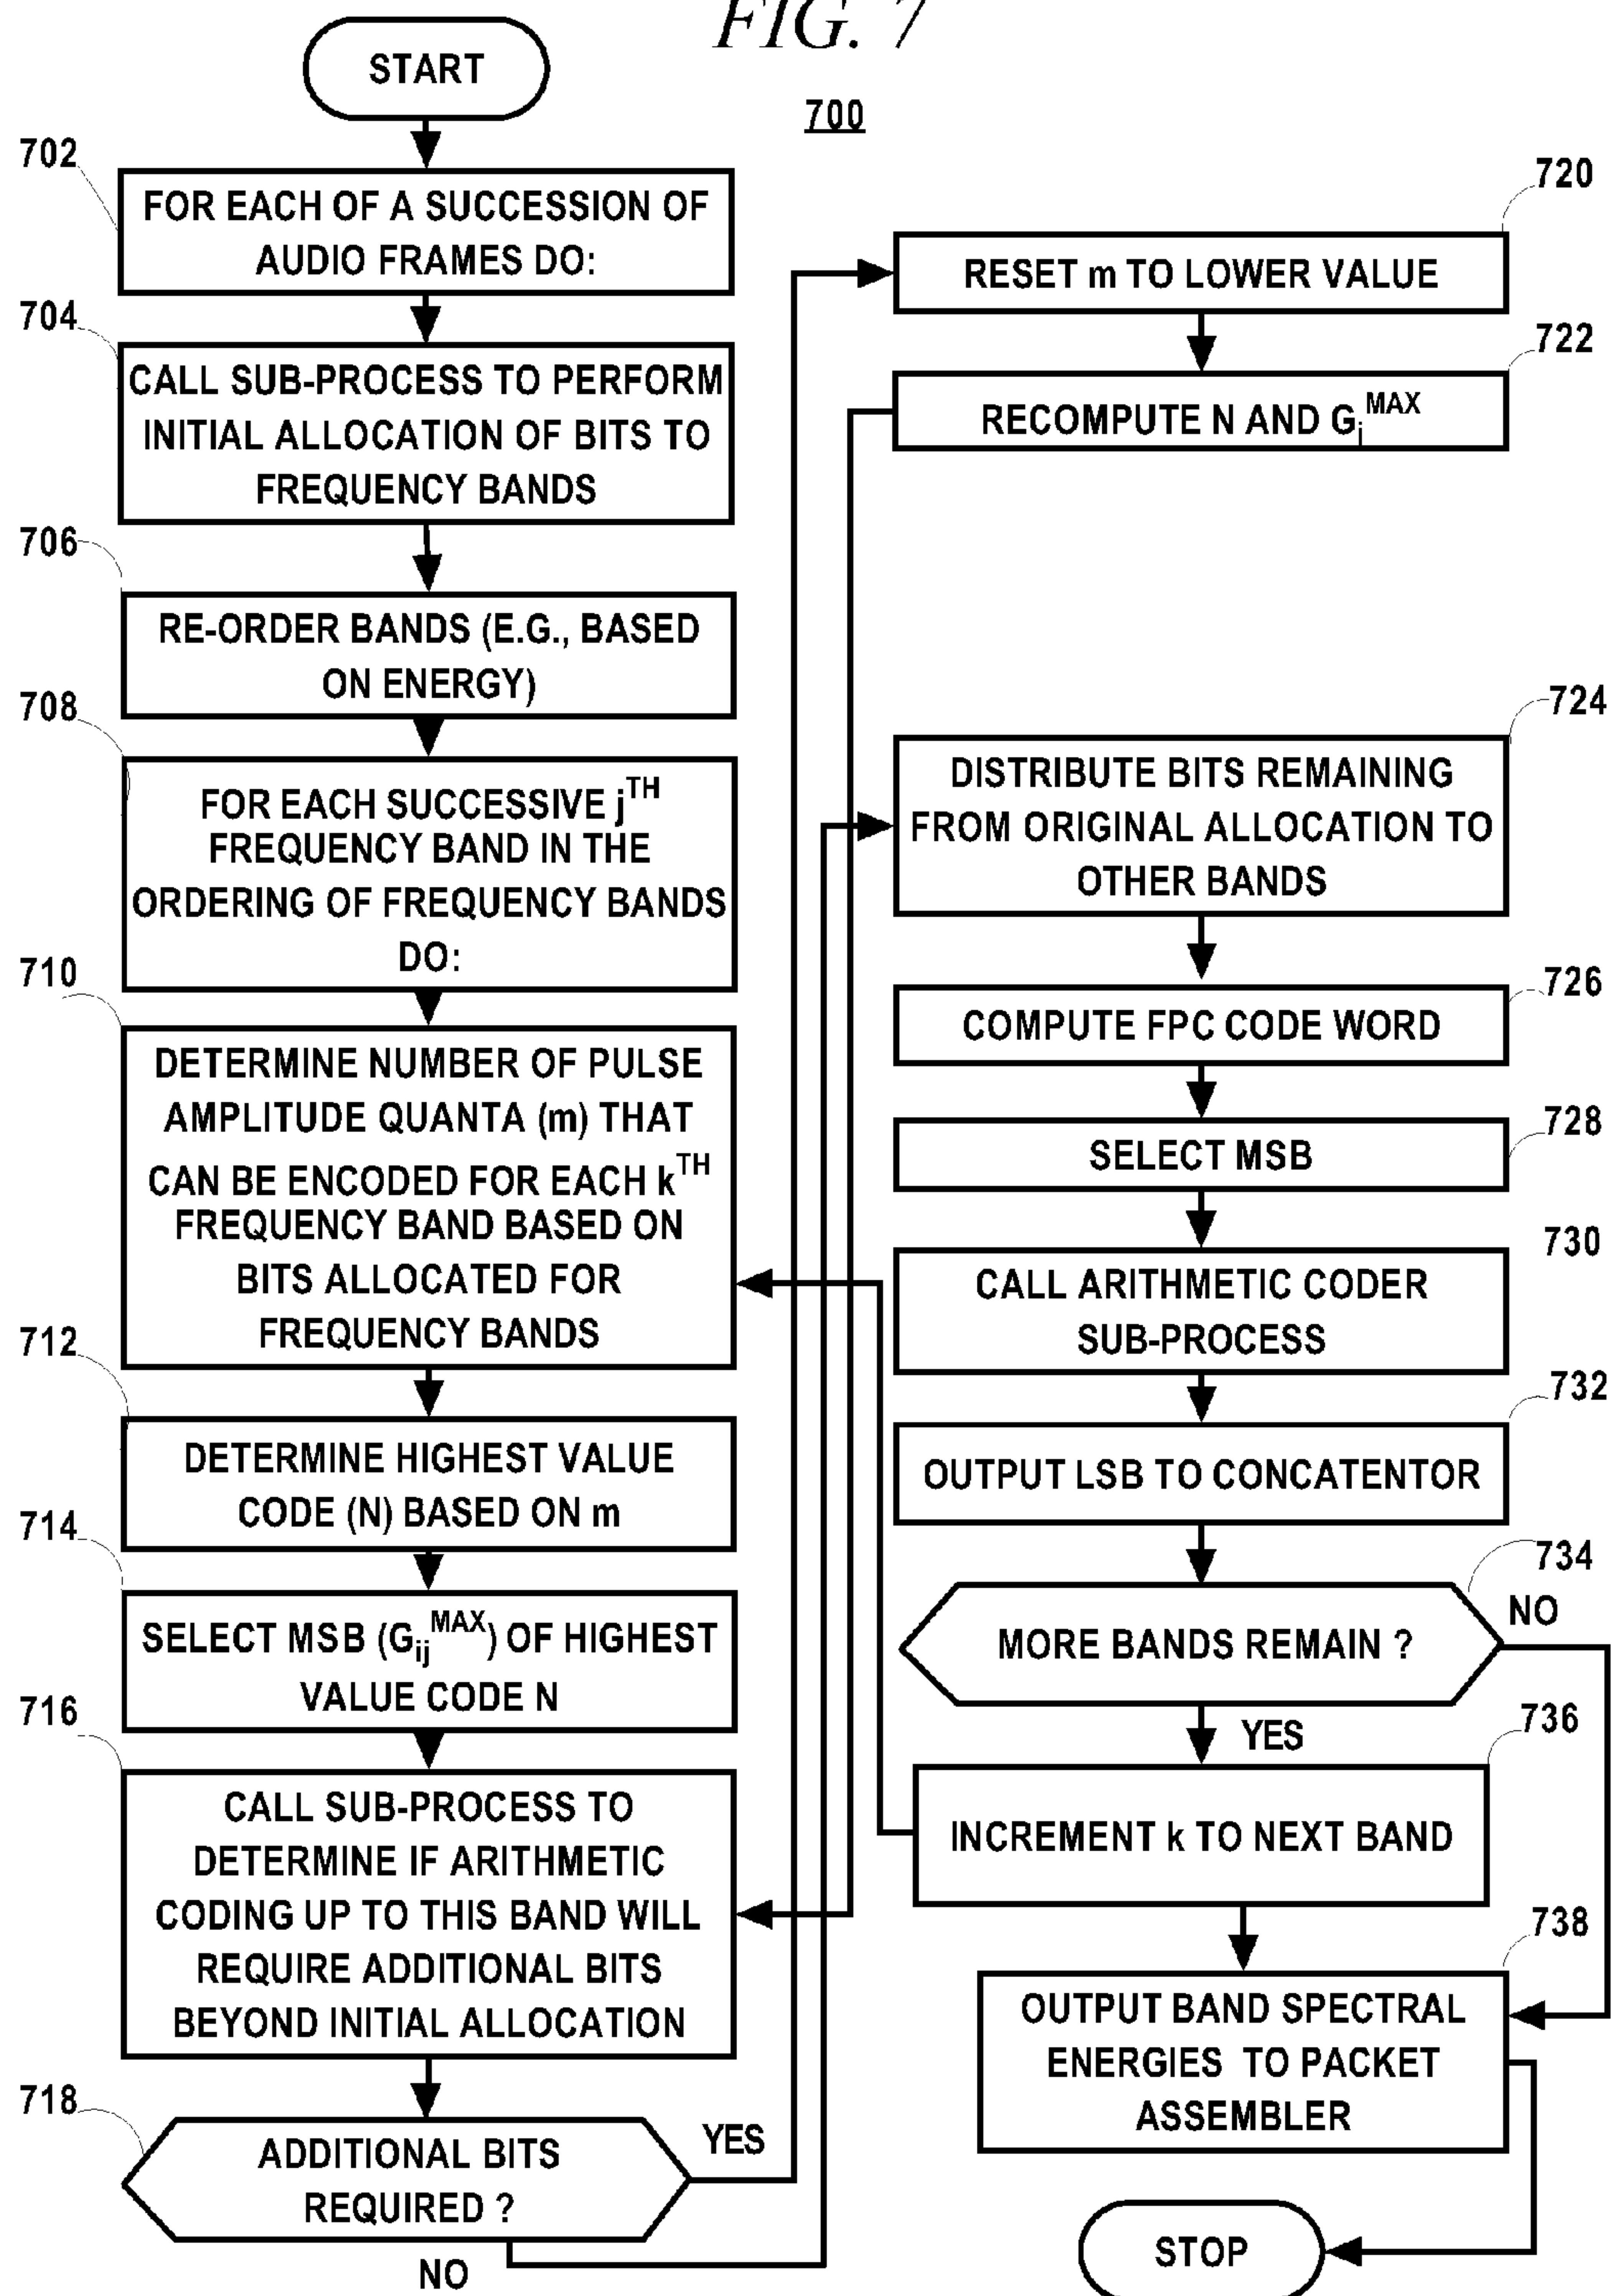 FIG. 7
700
START
702
FOR EACH OF A SUCCESSION OF
AUDIO FRAMES DO:
704
CALL SUB-PROCESS TO PERFORM
INITIAL ALLOCATION OF BITS TO
FREQUENCY BANDS
706
RE-ORDER BANDS (E.G., BASED
ON ENERGY)
708
FOR EACH SUCCESSIVE jTH
FREQUENCY BAND IN THE
ORDERING OF FREQUENCY BANDS
DO:
710
DETERMINE NUMBER OF PULSE
AMPLITUDE QUANTA (m) THAT
CAN BE ENCODED FOR EACH kTH
FREQUENCY BAND BASED ON
BITS ALLOCATED FOR
FREQUENCY BANDS
712
DETERMINE HIGHEST VALUE
CODE (N) BASED ON m
714
SELECT MSB (GijMAX) OF HIGHEST
VALUE CODE N
716
CALL SUB-PROCESS TO
DETERMINE IF ARITHMETIC
CODING UP TO THIS BAND WILL
REQUIRE ADDITIONAL BITS
BEYOND INITIAL ALLOCATION
718
ADDITIONAL BITS
REQUIRED ?
YES
NO
720
RESET m TO LOWER VALUE
722
RECOMPUTE N AND GjMAX
724
DISTRIBUTE BITS REMAINING
FROM ORIGINAL ALLOCATION TO
OTHER BANDS
726
COMPUTE FPC CODE WORD
728
SELECT MSB
730
CALL ARITHMETIC CODER
SUB-PROCESS
732
OUTPUT LSB TO CONCATENTOR
734
MORE BANDS REMAIN ?
NO
YES
736
INCREMENT k TO NEXT BAND
738
OUTPUT BAND SPECTRAL
ENERGIES TO PACKET
ASSEMBLER
STOP